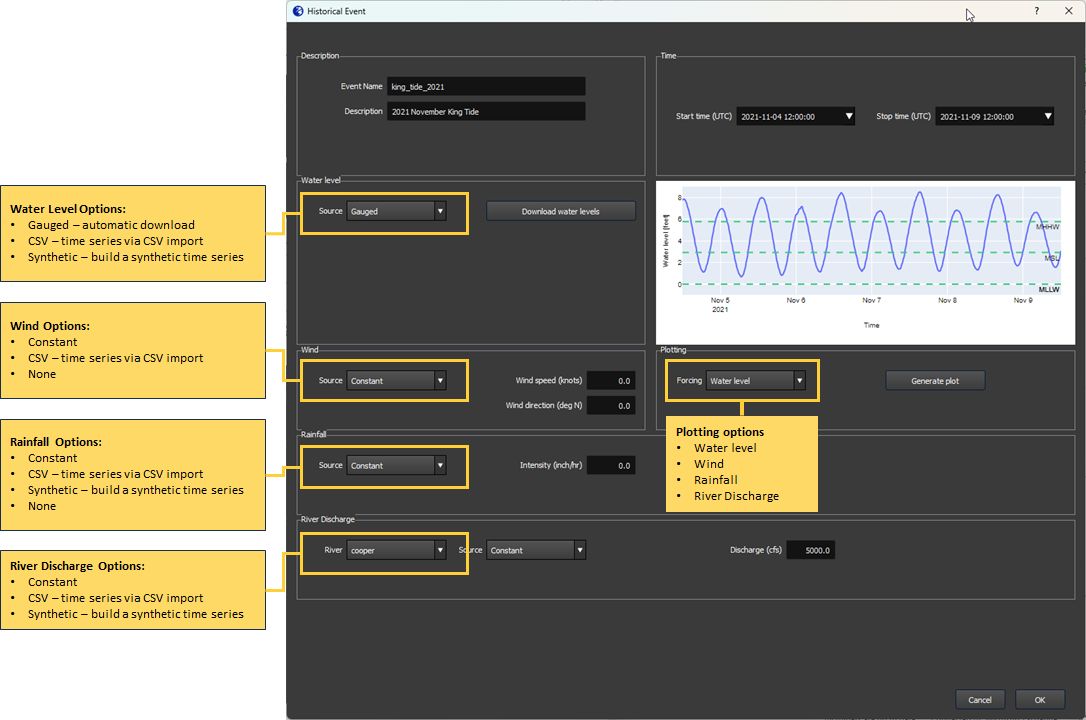 Historical Event
?
Description
Event Name king_tide_2021
Description 2021 November King Tide
Time
Start time (UTC) 2021-11-04 12:00:00 Stop time (UTC) 2021-11-09 12:00:00
Water level
Source Gauged Download water levels
Water Level Options:
• Gauged – automatic download
• CSV – time series via CSV import
• Synthetic – build a synthetic time series
Water level [feet]
8
6
4
2
0
MHHW
MSL
MLLW
Nov 5 Nov 6 Nov 7 Nov 8 Nov 9
2021
Time
Wind Options:
• Constant
• CSV – time series via CSV import
• None
Wind
Source Constant Wind speed (knots) 0.0
Wind direction (deg N) 0.0
Plotting
Forcing Water level Generate plot
Plotting options
• Water level
• Wind
• Rainfall
• River Discharge
Rainfall Options:
• Constant
• CSV – time series via CSV import
• Synthetic – build a synthetic time series
• None
Rainfall
Source Constant Intensity (inch/hr) 0.0
River Discharge Options:
• Constant
• CSV – time series via CSV import
• Synthetic – build a synthetic time series
River Discharge
River cooper Source Constant Discharge (cfs) 5000.0
Cancel OK